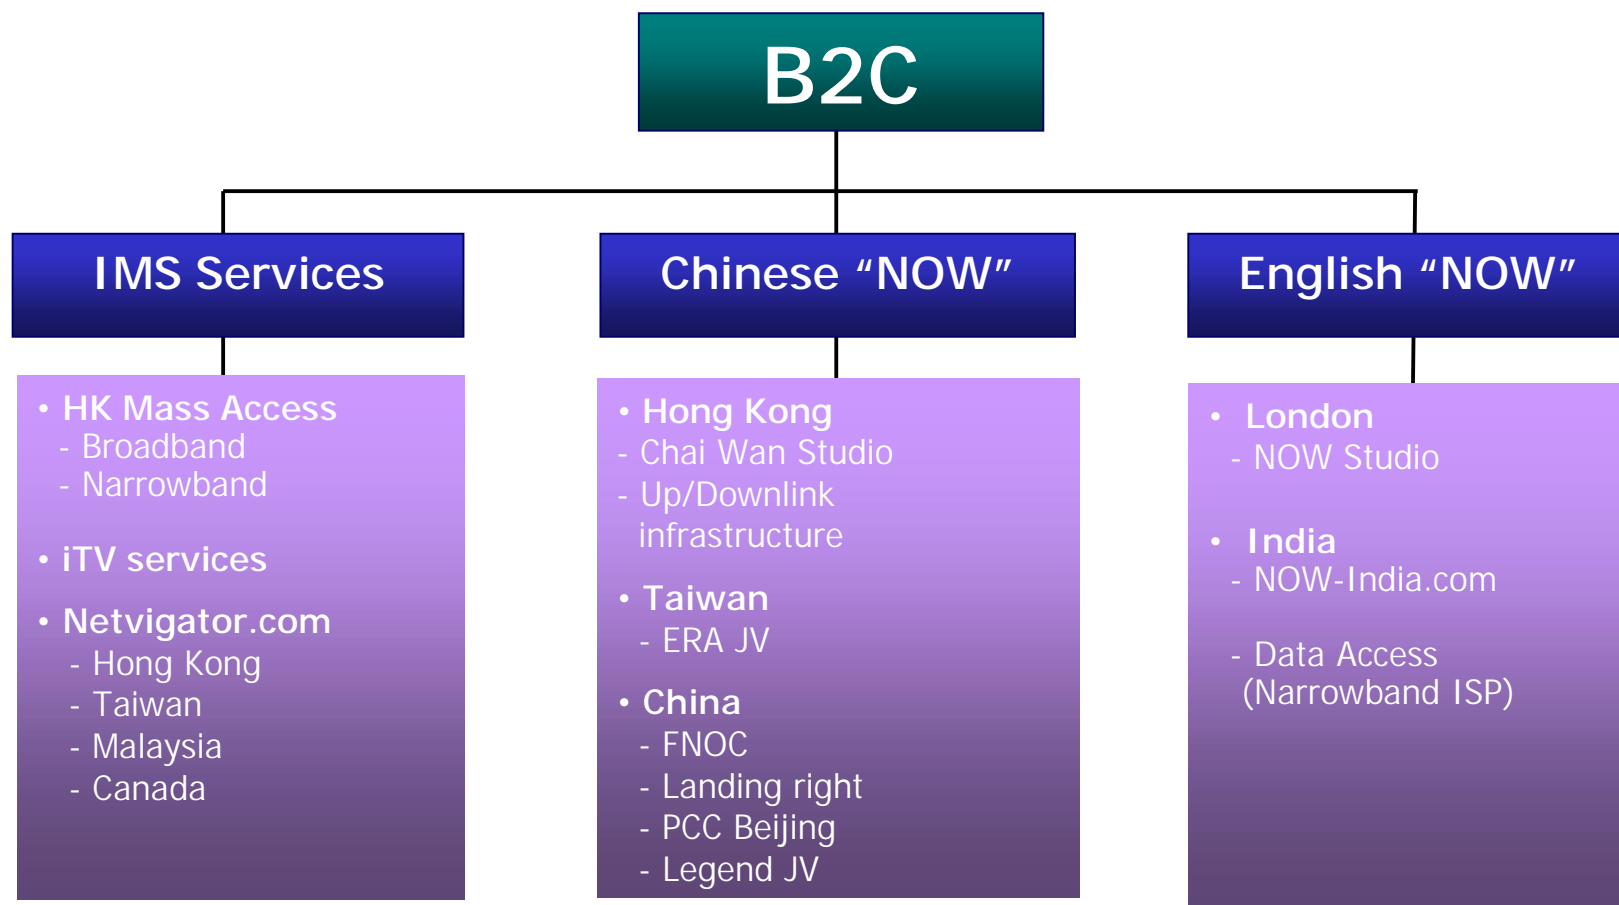 B2C
IMS Services
• HK Mass Access
- Broadband
- Narrowband
• iTV services
• Netvigator.com
- Hong Kong
- Taiwan
- Malaysia
- Canada
Chinese “NOW”
• Hong Kong
- Chai Wan Studio
- Up/Downlink
infrastructure
• Taiwan
- ERA JV
• China
- FNOC
- Landing right
- PCC Beijing
- Legend JV
English “NOW”
• London
- NOW Studio
• India
- NOW-India.com
- Data Access
(Narrowband ISP)